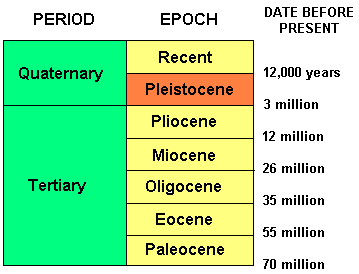 PERIOD EPOCH DATE BEFORE PRESENT
Quaternary
Recent
12,000 years
Pleistocene
3 million
Tertiary
Pliocene
12 million
Miocene
26 million
Oligocene
35 million
Eocene
55 million
Paleocene
70 million